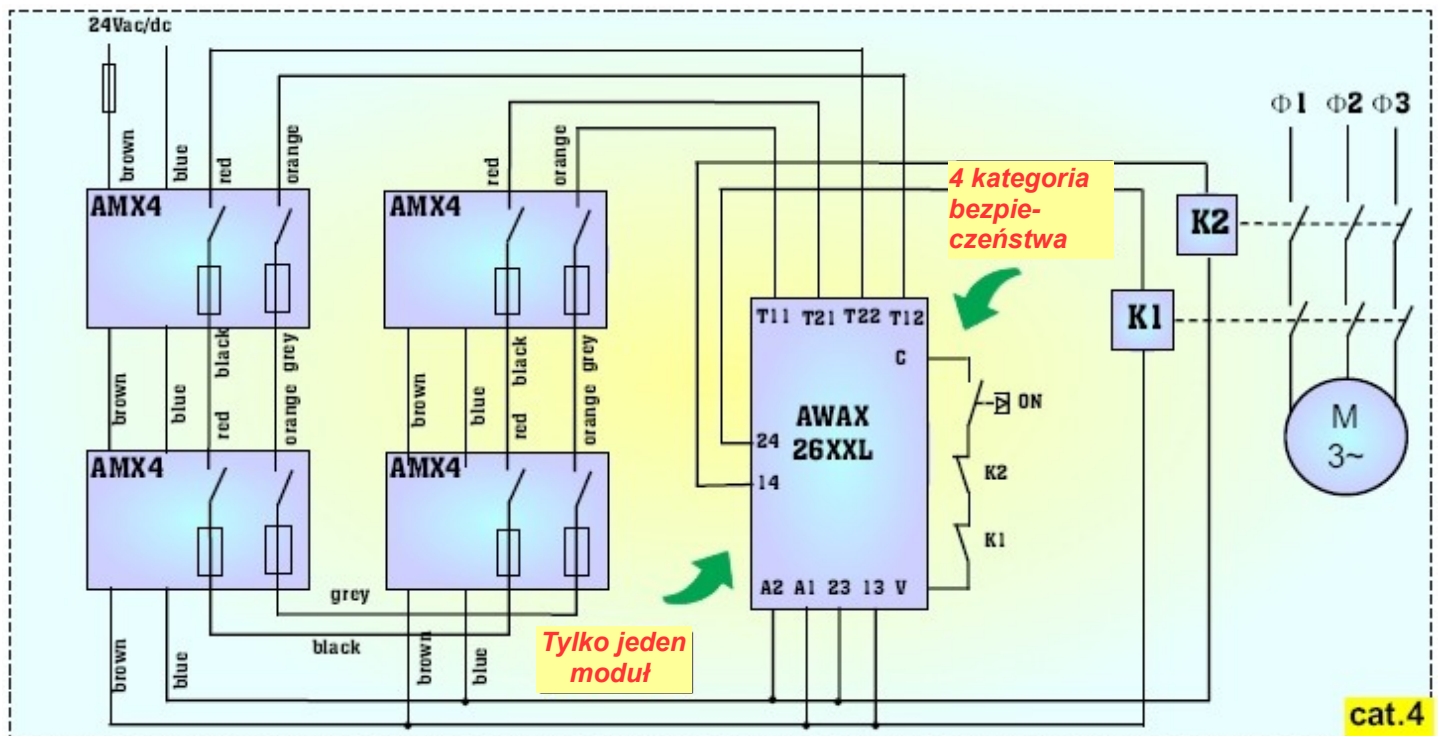 24Vac/dc
brown
blue
red
orange
red
orange
Φ1 Φ2 Φ3
AMX4
AMX4
4 kategoria
bezpie-
czeństwa
K2
K1
T11 T21 T22 T12
C
ON
AWAX
26XXL
24
14
K2
K1
A2 A1 23 13 V
M
3~
brown
blue
red black
orange grey
brown
blue
red black
orange grey
AMX4
AMX4
grey
black
brown
blue
brown
blue
Tylko jeden
moduł
cat.4